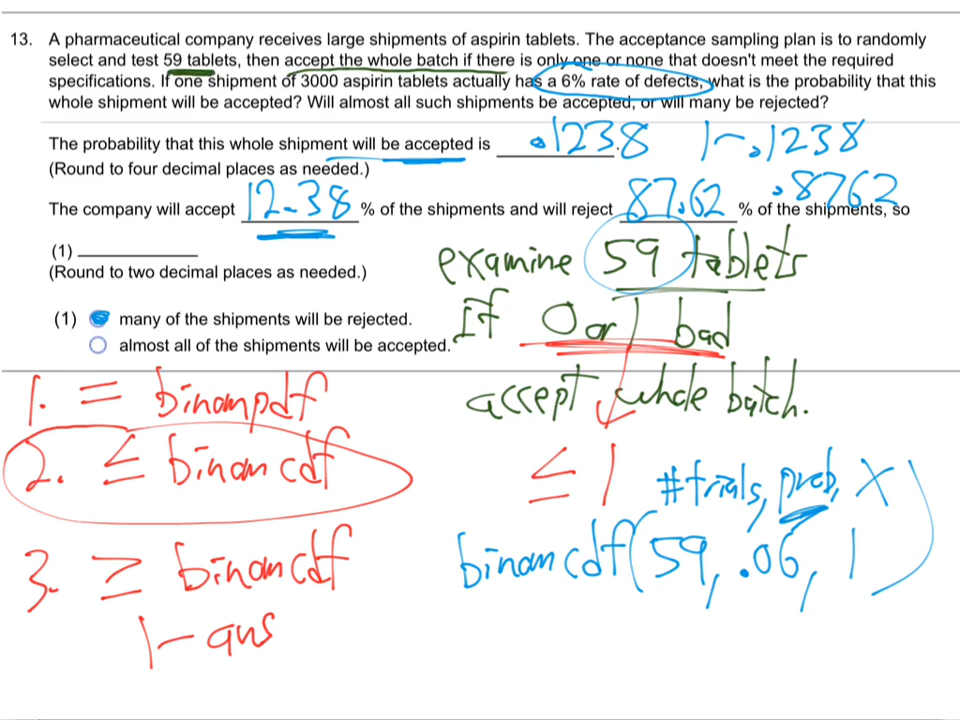 13. A pharmaceutical company receives large shipments of aspirin tablets. The acceptance sampling plan is to randomly
select and test 59 tablets, then accept the whole batch if there is only one or none that doesn't meet the required
specifications. If one shipment of 3000 aspirin tablets actually has a 6% rate of defects, what is the probability that this
whole shipment will be accepted? Will almost all such shipments be accepted, or will many be rejected?
The probability that this whole shipment will be accepted is .1238 1-.1238
(Round to four decimal places as needed.)
.8762
The company will accept 12.38 % of the shipments and will reject 87.62 % of the shipments, so
(1)
(Round to two decimal places as needed.)
examine 59 tablets
(1) many of the shipments will be rejected.
almost all of the shipments will be accepted.
If 0 or 1 bad
accept whole batch.
1. = binompdf
2. ≤ binomcdf
3. ≥ binomcdf
1-ans
≤ 1
#trials, prob, X
binomcdf(59, .06, 1)